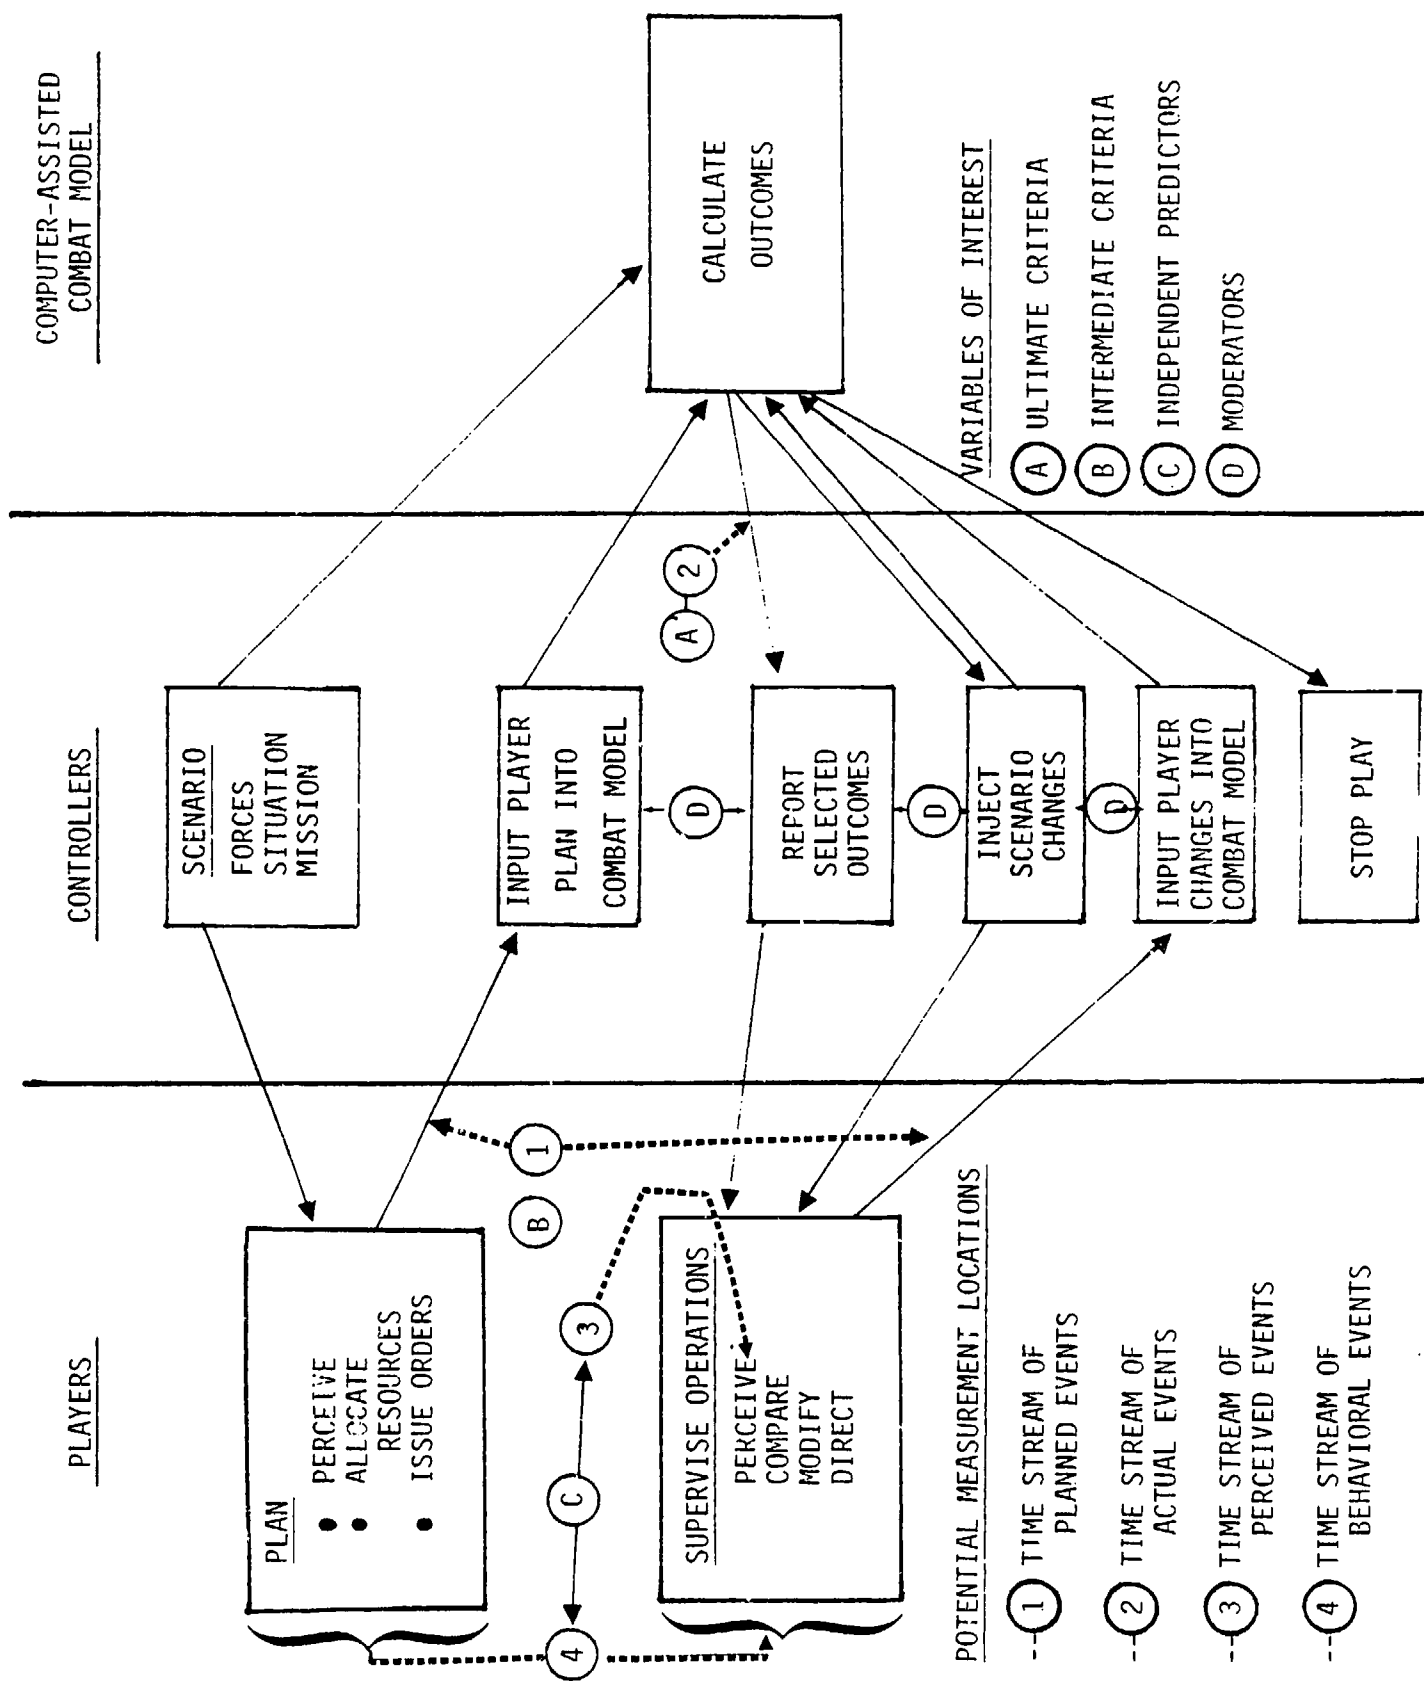 PLAYERS
CONTROLLERS
COMPUTER-ASSISTED
COMBAT MODEL
PLAN
● PERCEIVE
● ALLOCATE
RESOURCES
● ISSUE ORDERS
SCENARIO
FORCES
SITUATION
MISSION
INPUT PLAYER
PLAN INTO
COMBAT MODEL
CALCULATE
OUTCOMES
B
1
A
2
D
4
C
3
SUPERVISE OPERATIONS
PERCEIVE
COMPARE
MODIFY
DIRECT
REPORT
SELECTED
OUTCOMES
D
INJECT
SCENARIO
CHANGES
D
INPUT PLAYER
CHANGES INTO
COMBAT MODEL
STOP PLAY
POTENTIAL MEASUREMENT LOCATIONS
1 TIME STREAM OF
PLANNED EVENTS
2 TIME STREAM OF
ACTUAL EVENTS
3 TIME STREAM OF
PERCEIVED EVENTS
4 TIME STREAM OF
BEHAVIORAL EVENTS
VARIABLES OF INTEREST
A ULTIMATE CRITERIA
B INTERMEDIATE CRITERIA
C INDEPENDENT PREDICTORS
D MODERATORS